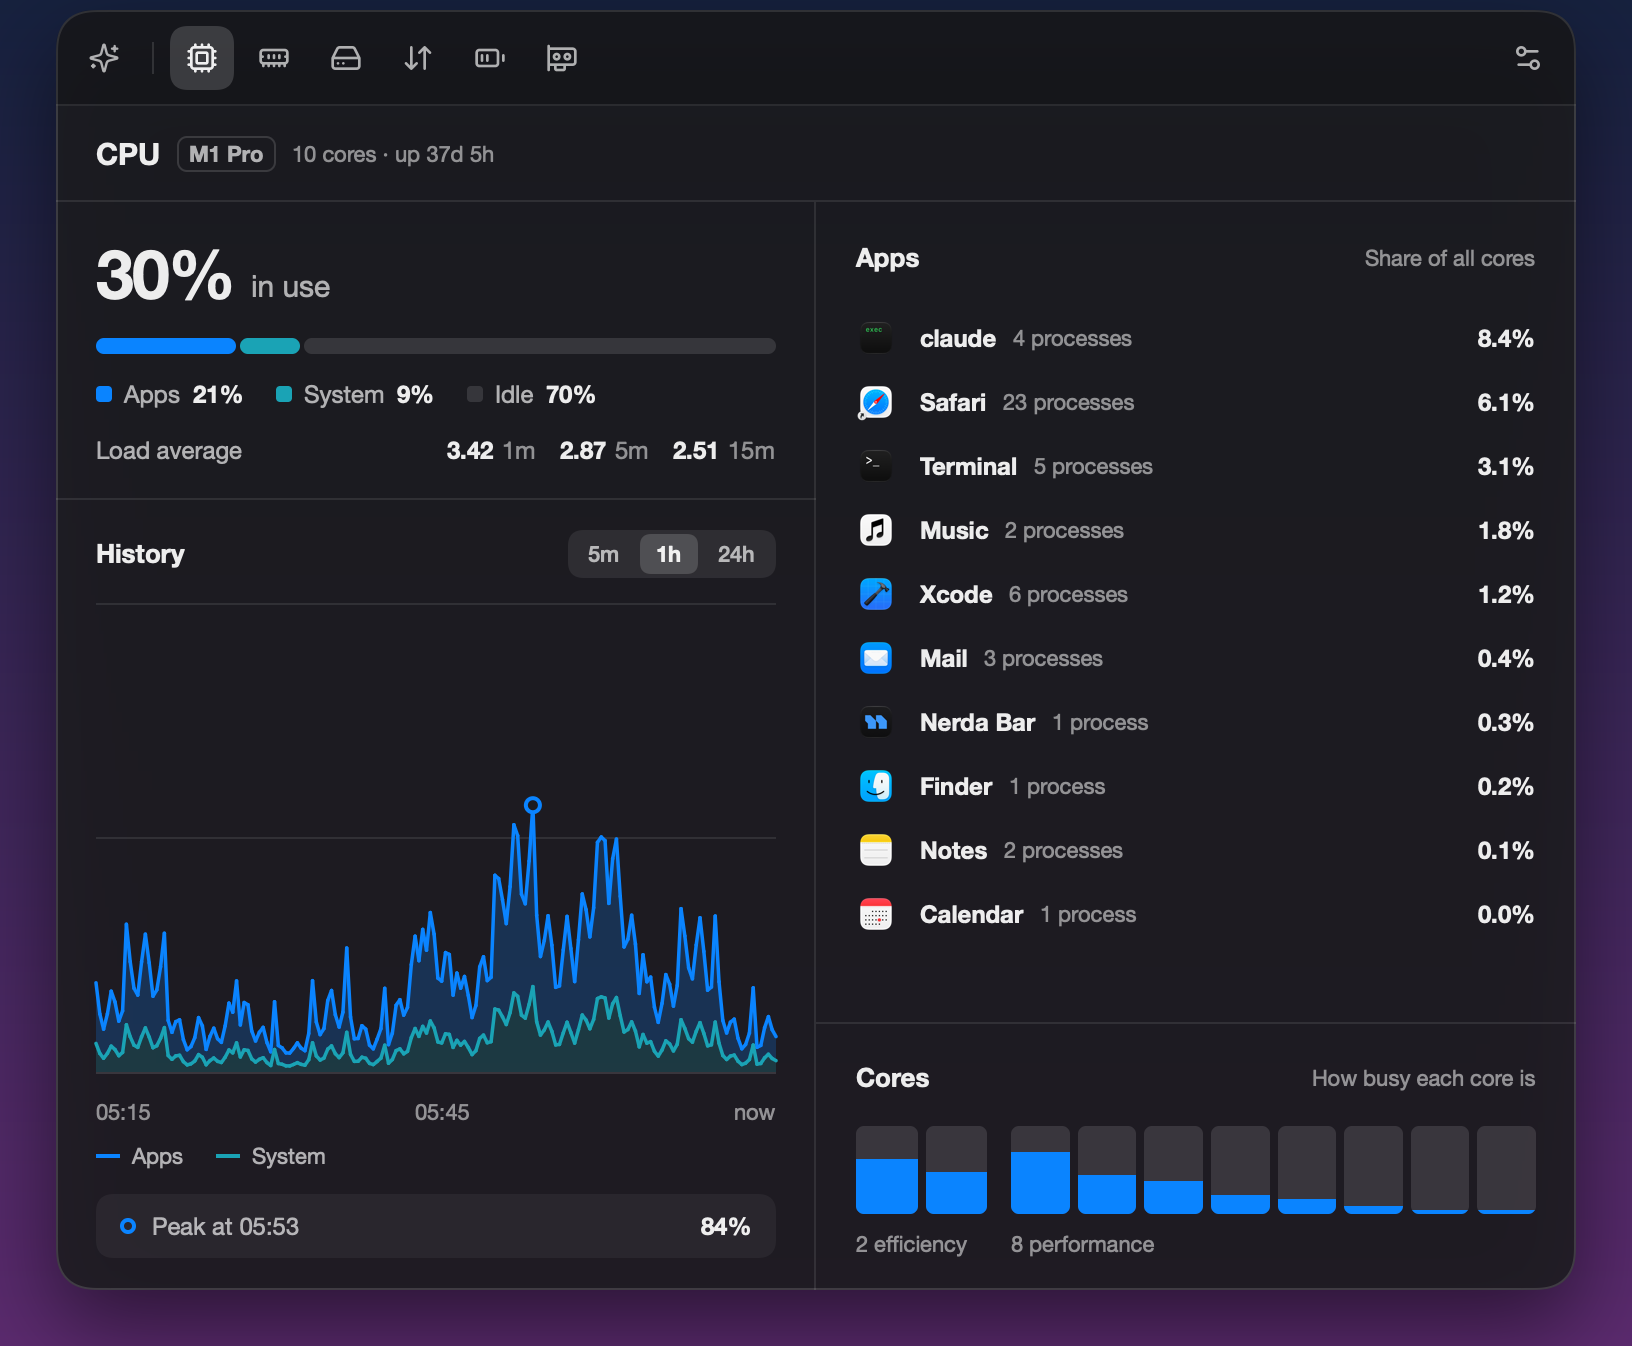 CPU M1 Pro 10 cores · up 37d 5h
30% in use
Apps 21% System 9% Idle 70%
Load average 3.42 1m 2.87 5m 2.51 15m
History 5m 1h 24h
05:15 05:45 now
Apps System
Peak at 05:53 84%
Apps Share of all cores
exec
claude 4 processes 8.4%
Safari 23 processes 6.1%
>_
Terminal 5 processes 3.1%
Music 2 processes 1.8%
Xcode 6 processes 1.2%
Mail 3 processes 0.4%
Nerda Bar 1 process 0.3%
Finder 1 process 0.2%
Notes 2 processes 0.1%
Calendar 1 process 0.0%
Cores How busy each core is
2 efficiency 8 performance